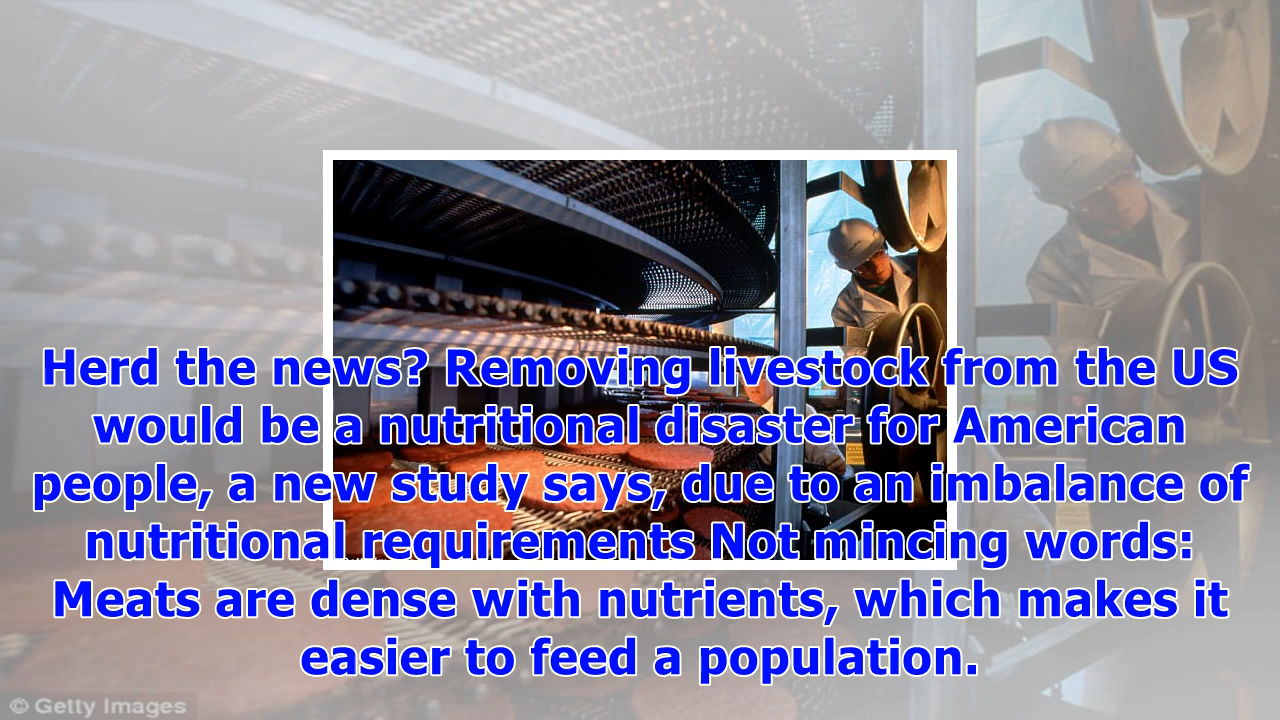 Herd the news? Removing livestock from the US
would be a nutritional disaster for American
people, a new study says, due to an imbalance of
nutritional requirements Not mincing words:
Meats are dense with nutrients, which makes it
easier to feed a population.
© Getty Images